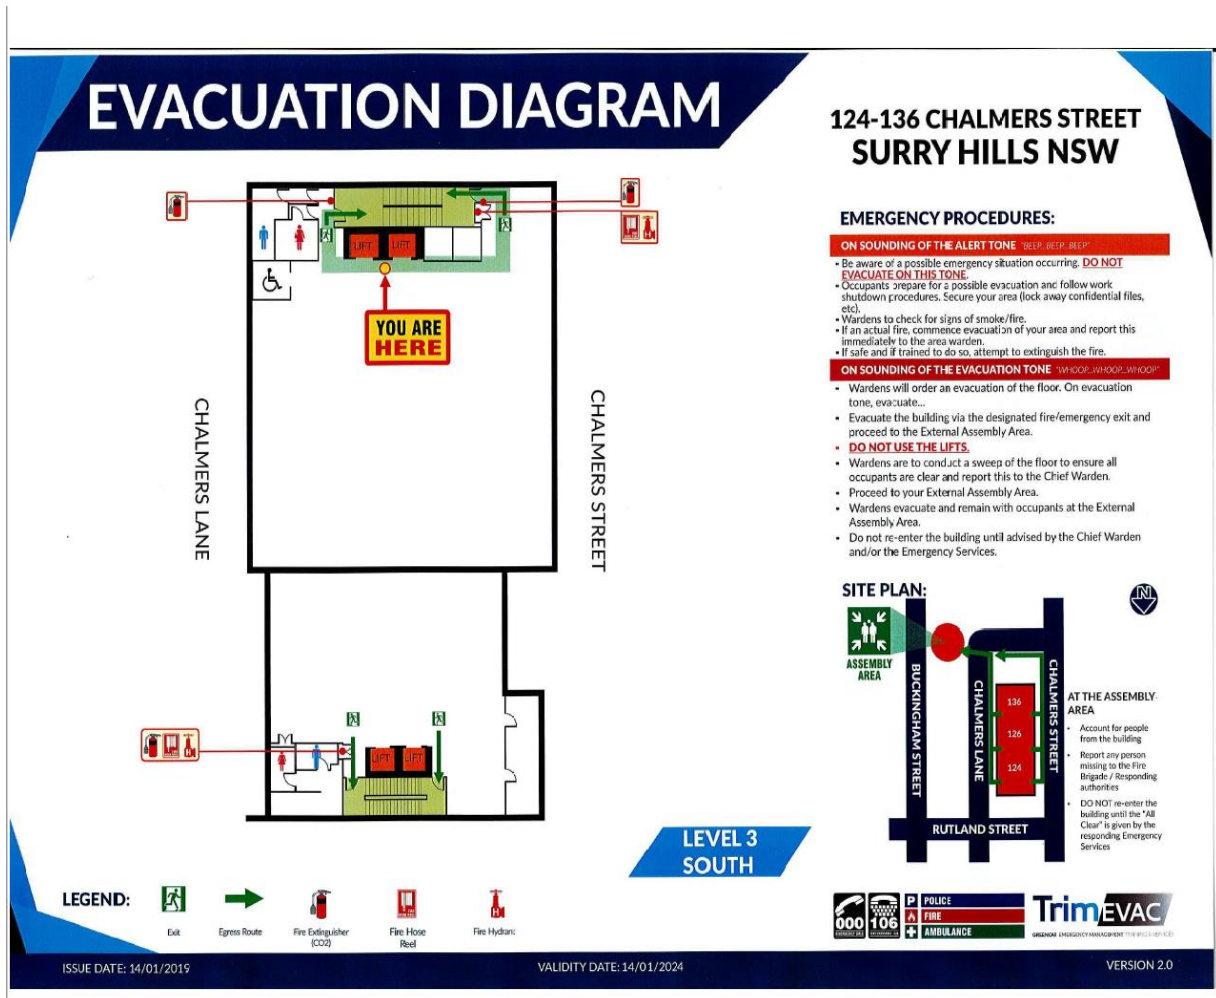 EVACUATION DIAGRAM
124-136 CHALMERS STREET
SURRY HILLS NSW
EMERGENCY PROCEDURES:
ON SOUNDING OF THE ALERT TONE "BEEP...BEEP...BEEP"
- Be aware of a possible emergency situation occurring. DO NOT
EVACUATE ON THIS TONE.
- Occupants prepare for a possible evacuation and follow work
shutdown procedures. Secure your area (lock away confidential files,
etc).
- Wardens to check for signs of smoke/fire.
- If an actual fire, commence evacuation of your area and report this
immediately to the area warden.
- If safe and if trained to do so, attempt to extinguish the fire.
ON SOUNDING OF THE EVACUATION TONE "WHOOP...WHOOP...WHOOP"
- Wardens will order an evacuation of the floor. On evacuation
tone, evacuate...
- Evacuate the building via the designated fire/emergency exit and
proceed to the External Assembly Area.
- DO NOT USE THE LIFTS.
- Wardens are to conduct a sweep of the floor to ensure all
occupants are clear and report this to the Chief Warden.
- Proceed to your External Assembly Area.
- Wardens evacuate and remain with occupants at the External
Assembly Area.
- Do not re-enter the building until advised by the Chief Warden
and/or the Emergency Services.
LIFT
LIFT
YOU ARE
HERE
CHALMERS LANE
CHALMERS STREET
LIFT
LIFT
SITE PLAN:
N
ASSEMBLY
AREA
BUCKINGHAM STREET
CHALMERS LANE
CHALMERS STREET
136
126
124
RUTLAND STREET
AT THE ASSEMBLY
AREA
- Account for people
from the building
- Report any person
missing to the Fire
Brigade / Responding
authorities
- DO NOT re-enter the
building until the "All
Clear" is given by the
responding Emergency
Services
LEVEL 3
SOUTH
LEGEND:
Exit
Egress Route
Fire Extinguisher
(CO2)
Fire Hose
Reel
Fire Hydrant
000
106
P POLICE
FIRE
AMBULANCE
TrimEVAC
ISSUE DATE: 14/01/2019
VALIDITY DATE: 14/01/2024
VERSION 2.0